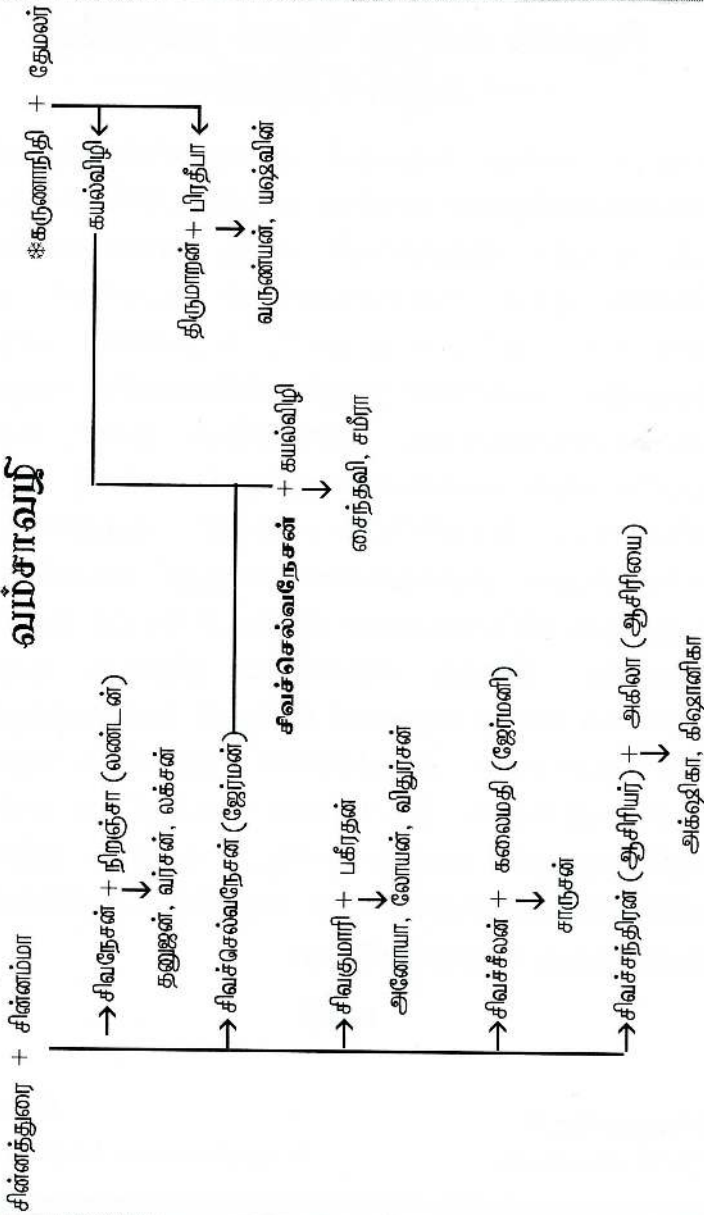 வம்சாவழி
சின்னத்துரை + சின்னம்மா
→சிவநேசன் + நிறஞ்சா (லண்டன்)
தனுஜன், வர்சன், லக்சன்
→சிவச்செல்வநேசன் (ஜேர்மன்)
→சிவகுமாரி + பகீரதன்
அனோயா, லோயன், விதுர்சன்
→சிவச்சீலன் + கலைமதி (ஜேர்மனி)
சாருசன்
→சிவச்சந்திரன் (ஆசிரியர்) + அகிலா (ஆசிரியை)
அக்ஷிகா, கிஷானிகா
❊கருணாநிதி + தேமலர்
கயல்விழி
திருமாறன் + பிரதீபா
வருண்யன், யஷ்வின்
சிவச்செல்வநேசன் + கயல்விழி
சைந்தவி, சமீரா